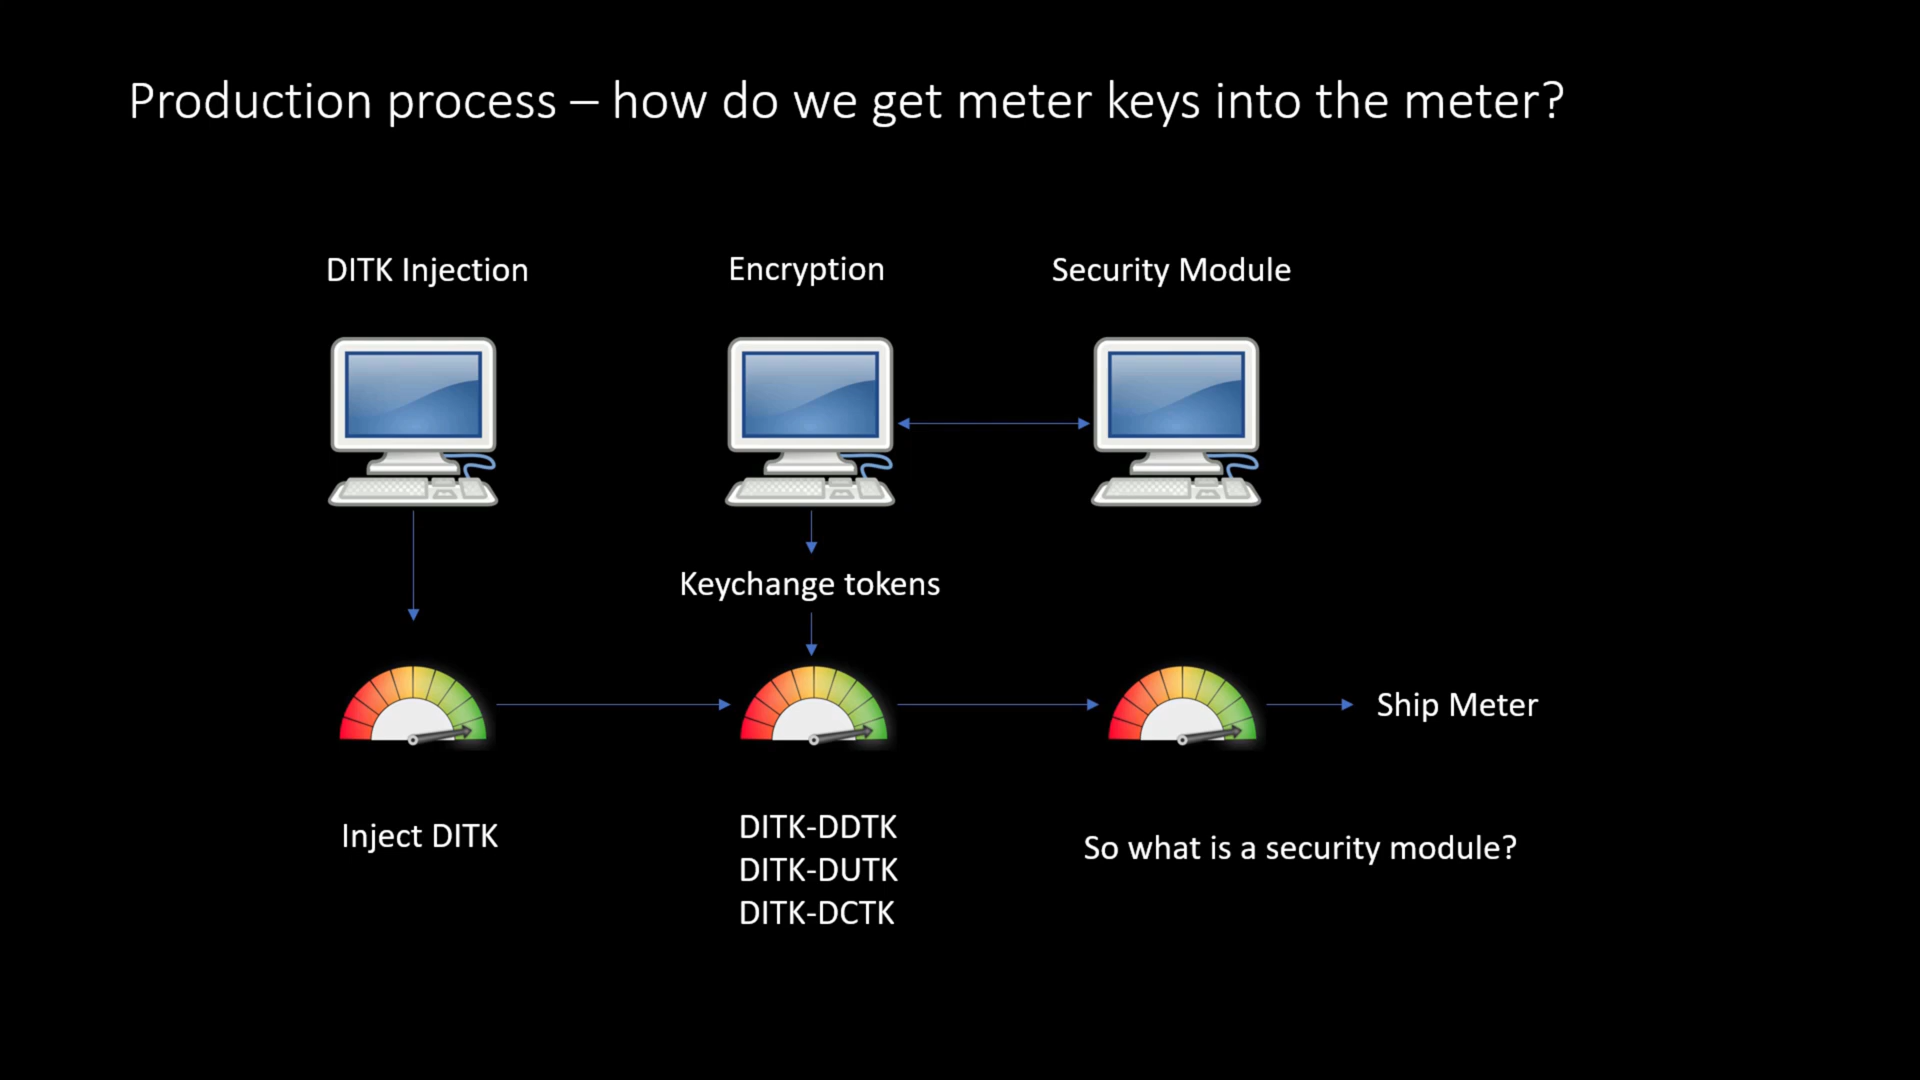 Production process – how do we get meter keys into the meter?
DITK Injection
Encryption
Security Module
Keychange tokens
Ship Meter
Inject DITK
DITK-DDTK
DITK-DUTK
DITK-DCTK
So what is a security module?